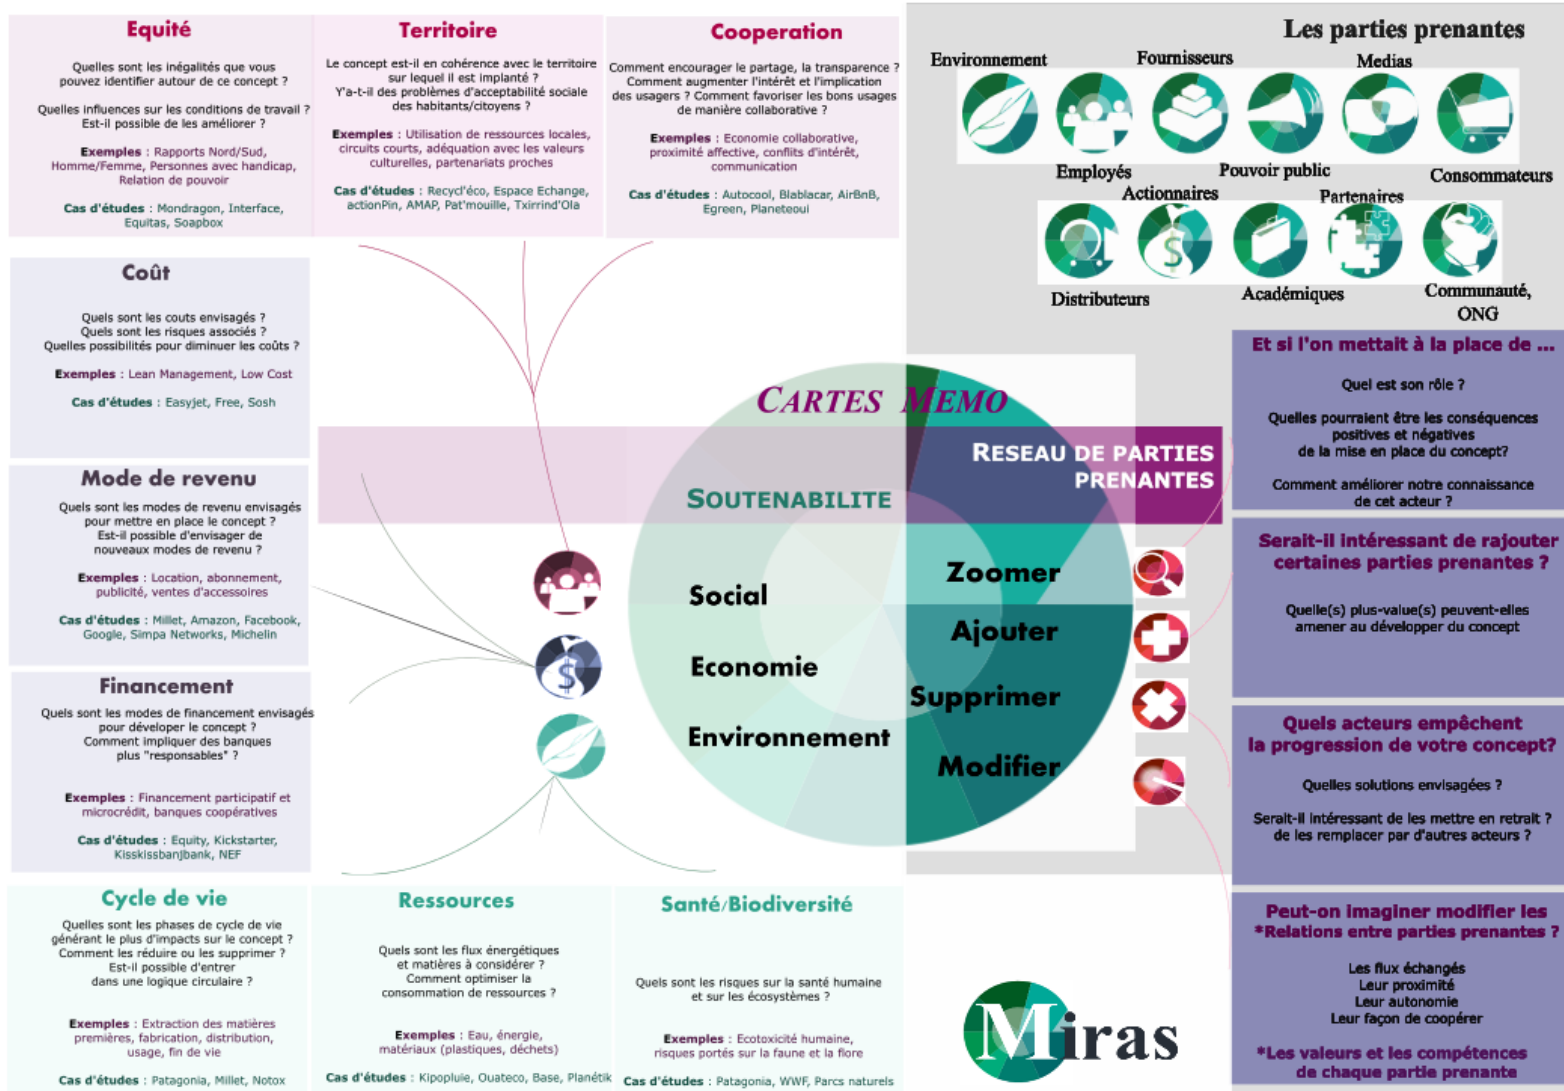 Equité
Quelles sont les inégalités que vous
pouvez identifier autour de ce concept ?
Quelles influences sur les conditions de travail ?
Est-il possible de les améliorer ?
Exemples : Rapports Nord/Sud,
Homme/Femme, Personnes avec handicap,
Relation de pouvoir
Cas d'études : Mondragon, Interface,
Equitas, Soapbox
Territoire
Le concept est-il en cohérence avec le territoire
sur lequel il est implanté ?
Y'a-t-il des problèmes d'acceptabilité sociale
des habitants/citoyens ?
Exemples : Utilisation de ressources locales,
circuits courts, adéquation avec les valeurs
culturelles, partenariats proches
Cas d'études : Recycl'éco, Espace Echange,
actionPin, AMAP, Pat'mouille, Txirrind'Ola
Cooperation
Comment encourager le partage, la transparence ?
Comment augmenter l'intérêt et l'implication
des usagers ? Comment favoriser les bons usages
de manière collaborative ?
Exemples : Economie collaborative,
proximité affective, conflits d'intérêt,
communication
Cas d'études : Autocool, Blablacar, AirBnB,
Egreen, Planeteoui
Les parties prenantes
Environnement
Fournisseurs
Medias
Employés
Pouvoir public
Consommateurs
Actionnaires
Partenaires
Distributeurs
Académiques
Communauté,
ONG
Coût
Quels sont les couts envisagés ?
Quels sont les risques associés ?
Quelles possibilités pour diminuer les coûts ?
Exemples : Lean Management, Low Cost
Cas d'études : Easyjet, Free, Sosh
Mode de revenu
Quels sont les modes de revenu envisagés
pour mettre en place le concept ?
Est-il possible d'envisager de
nouveaux modes de revenu ?
Exemples : Location, abonnement,
publicité, ventes d'accessoires
Cas d'études : Millet, Amazon, Facebook,
Google, Simpa Networks, Michelin
Financement
Quels sont les modes de financement envisagés
pour développer le concept ?
Comment impliquer des banques
plus "responsables" ?
Exemples : Financement participatif et
microcrédit, banques coopératives
Cas d'études : Equity, Kickstarter,
Kisskissbanjbank, NEF
CARTES MEMO
SOUTENABILITE
RESEAU DE PARTIES
PRENANTES
Social
Economie
Environnement
Zoomer
Ajouter
Supprimer
Modifier
Et si l'on mettait à la place de ...
Quel est son rôle ?
Quelles pourraient être les conséquences
positives et négatives
de la mise en place du concept?
Comment améliorer notre connaissance
de cet acteur ?
Serait-il intéressant de rajouter
certaines parties prenantes ?
Quelle(s) plus-value(s) peuvent-elles
amener au développer du concept
Quels acteurs empêchent
la progression de votre concept?
Quelles solutions envisagées ?
Serait-il intéressant de les mettre en retrait ?
de les remplacer par d'autres acteurs ?
Peut-on imaginer modifier les
*Relations entre parties prenantes ?
Les flux échangés
Leur proximité
Leur autonomie
Leur façon de coopérer
*Les valeurs et les compétences
de chaque partie prenante
Cycle de vie
Quelles sont les phases de cycle de vie
générant le plus d'impacts sur le concept ?
Comment les réduire ou les supprimer ?
Est-il possible d'entrer
dans une logique circulaire ?
Exemples : Extraction des matières
premières, fabrication, distribution,
usage, fin de vie
Cas d'études : Patagonia, Millet, Notox
Ressources
Quels sont les flux énergétiques
et matières à considérer ?
Comment optimiser la
consommation de ressources ?
Exemples : Eau, énergie,
matériaux (plastiques, déchets)
Cas d'études : Kipopluie, Ouateco, Base, Planétik
Santé/Biodiversité
Quels sont les risques sur la santé humaine
et sur les écosystèmes ?
Exemples : Ecotoxicité humaine,
risques portés sur la faune et la flore
Cas d'études : Patagonia, WWF, Parcs naturels
Miras